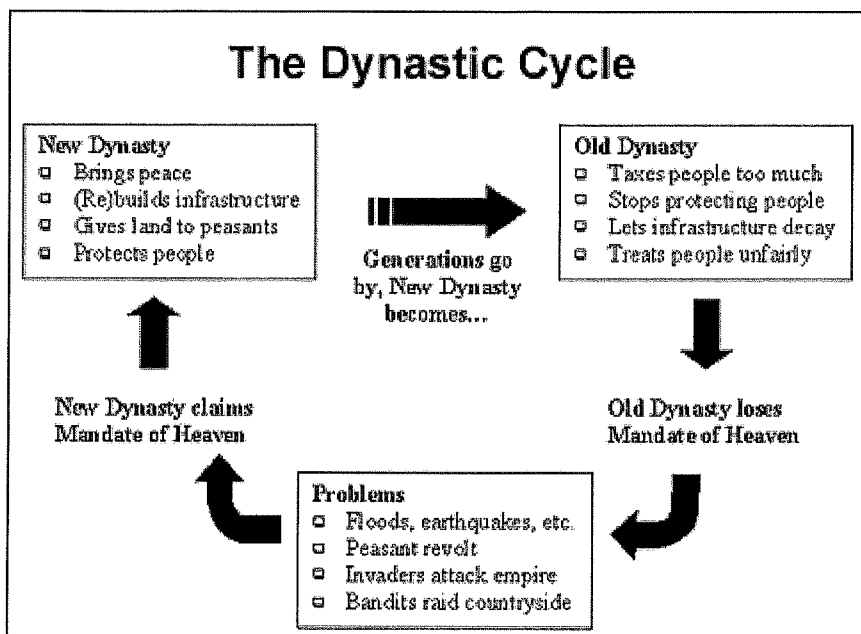 The Dynastic Cycle
New Dynasty
Brings peace
(Re)builds infrastructure
Gives land to peasants
Protects people
Generations go
by, New Dynasty
becomes...
Old Dynasty
Taxes people too much
Stops protecting people
Lets infrastructure decay
Treats people unfairly
Old Dynasty loses
Mandate of Heaven
Problems
Floods, earthquakes, etc.
Peasant revolt
Invaders attack empire
Bandits raid countryside
New Dynasty claims
Mandate of Heaven